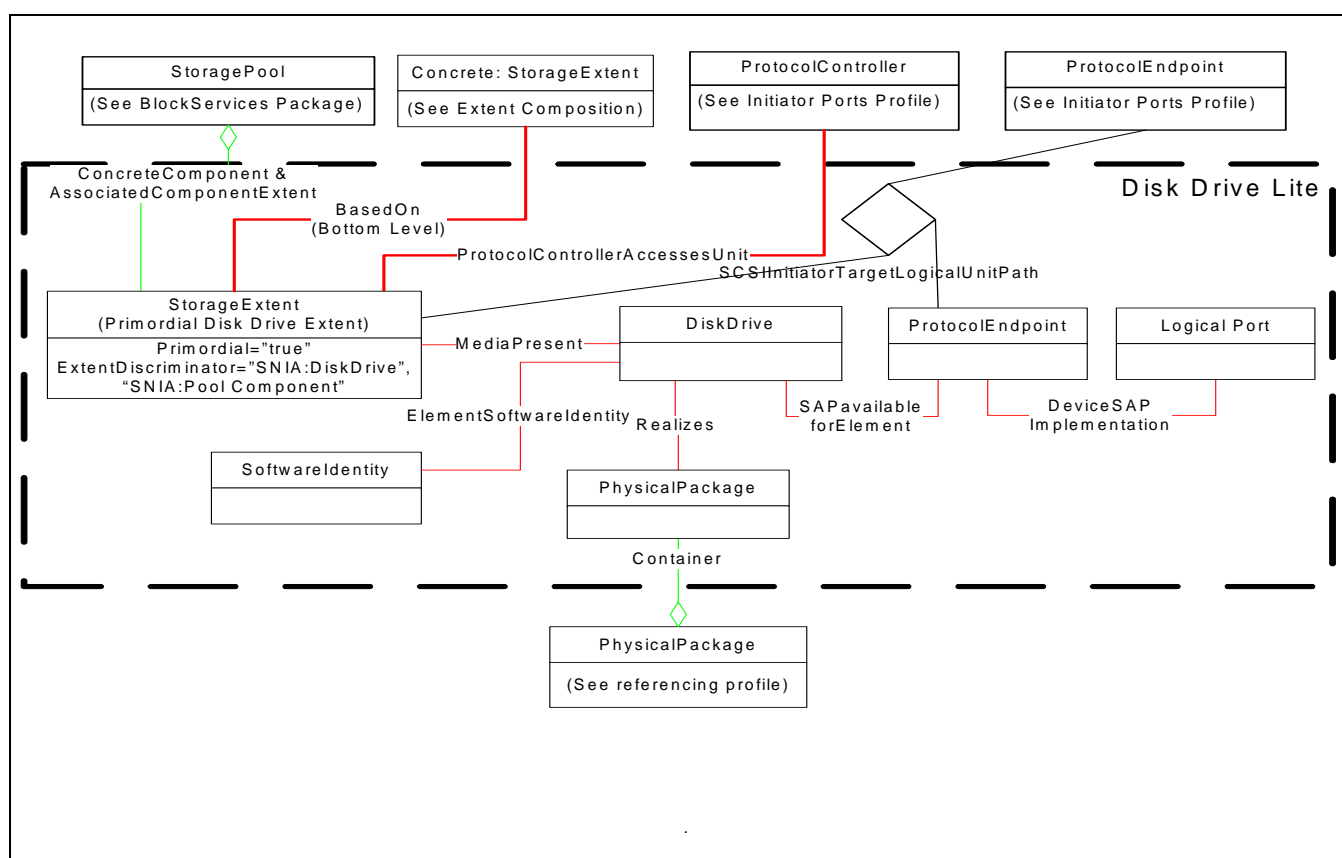 StoragePool
(See BlockServices Package)
Concrete: StorageExtent
(See Extent Composition)
ProtocolController
(See Initiator Ports Profile)
ProtocolEndpoint
(See Initiator Ports Profile)
ConcreteComponent &
AssociatedComponentExtent
Disk Drive Lite
BasedOn
(Bottom Level)
ProtocolControllerAccessesUnit
SCSIInitiatorTargetLogicalUnitPath
StorageExtent
(Primordial Disk Drive Extent)
Primordial="true"
ExtentDiscriminator="SNIA:DiskDrive",
“SNIA:Pool Component”
MediaPresent
DiskDrive
ProtocolEndpoint
Logical Port
ElementSoftwareIdentity
Realizes
SAPavailable
forElement
DeviceSAP
Implementation
SoftwareIdentity
PhysicalPackage
Container
PhysicalPackage
(See referencing profile)
.